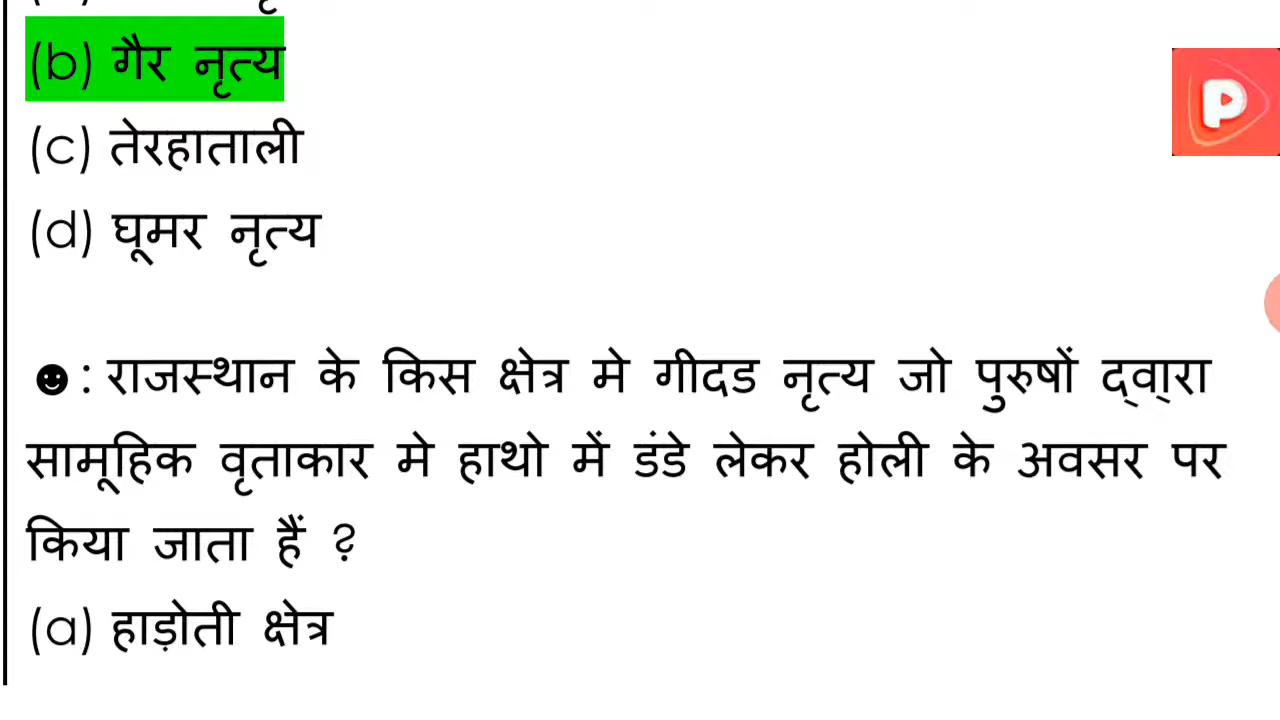 (b) गैर नृत्य
(c) तेरहाताली
(d) घूमर नृत्य
☻: राजस्थान के किस क्षेत्र मे गीदड नृत्य जो पुरुषों द्वा्रा
सामूहिक वृताकार मे हाथो में डंडे लेकर होली के अवसर पर
किया जाता हैं ?
(a) हाड़ोती क्षेत्र